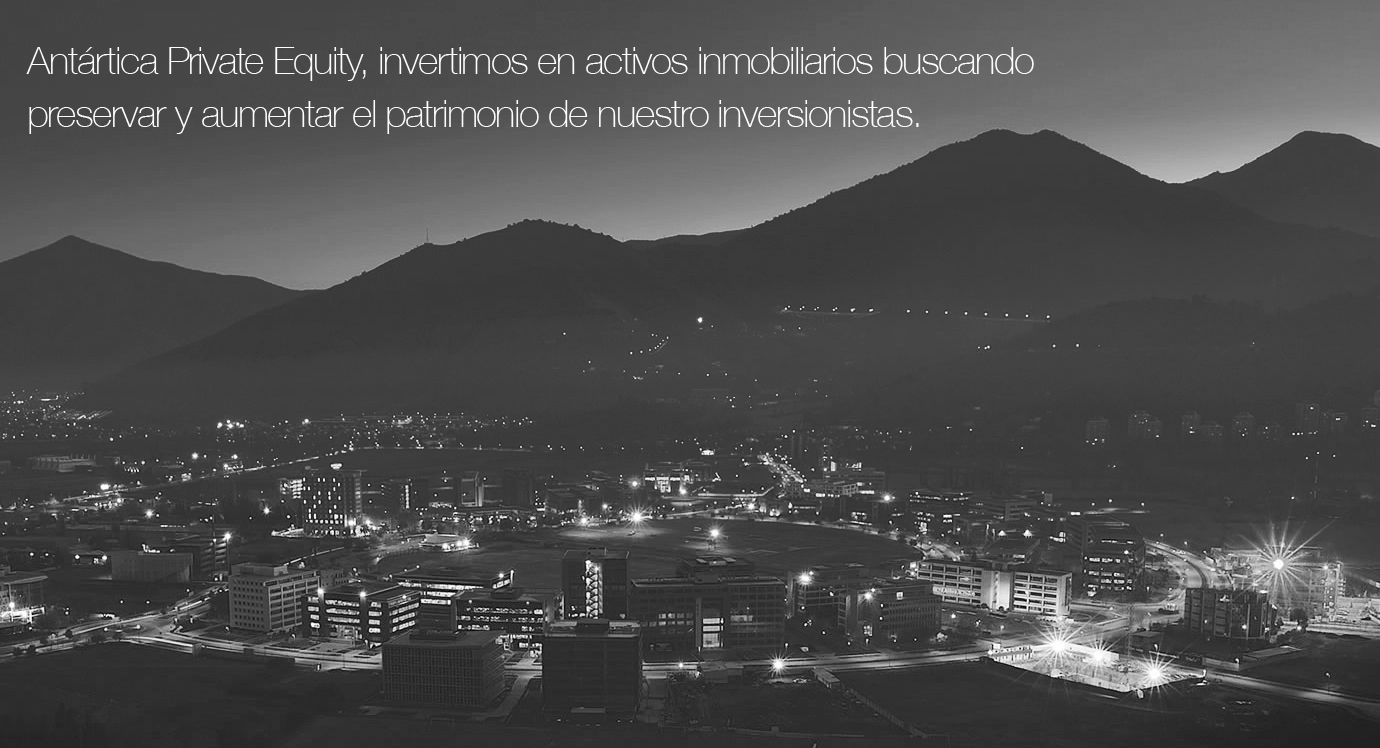 Antártica Private Equity, invertimos en activos inmobiliarios buscando
preservar y aumentar el patrimonio de nuestro inversionistas.